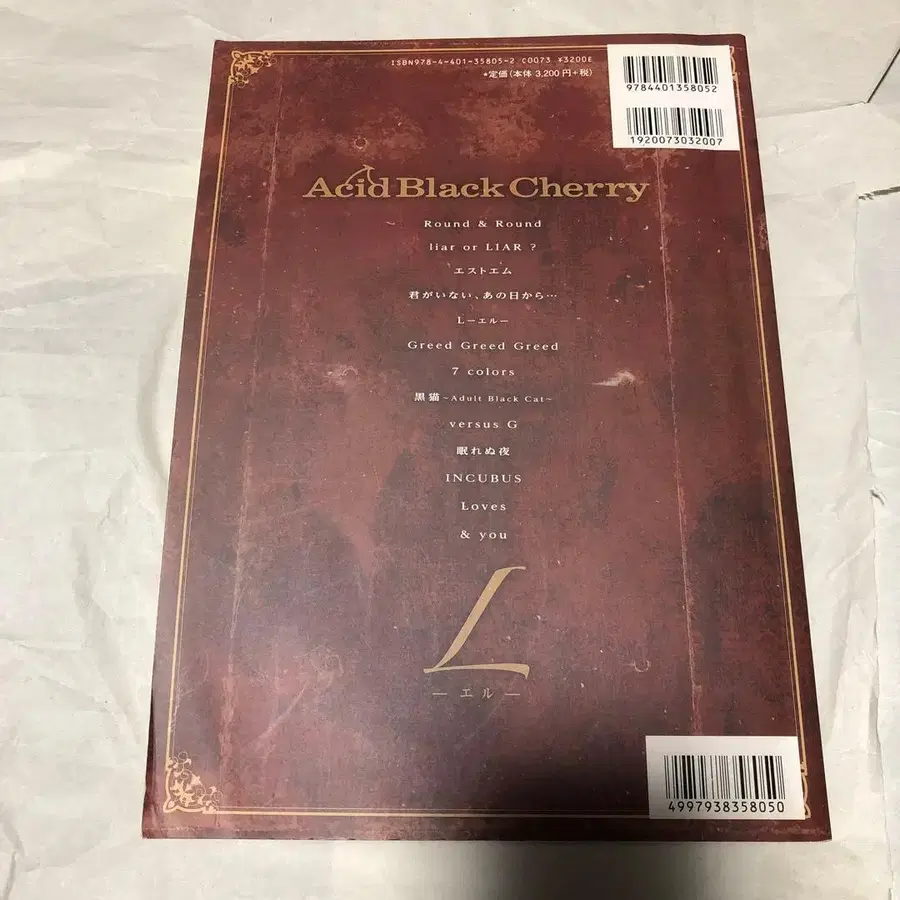 ISBN978-4-401-35805-2 C0073 ¥3200E
*定価(本体 3,200円+税)
9784401358052
1920073032007
Acid Black Cherry
Round & Round
liar or LIAR ?
エストエム
君がいない、あの日から…
L－エル－
Greed Greed Greed
7 colors
黒猫~Adult Black Cat~
versus G
眠れぬ夜
INCUBUS
Loves
& you
L
－エル－
4997938358050